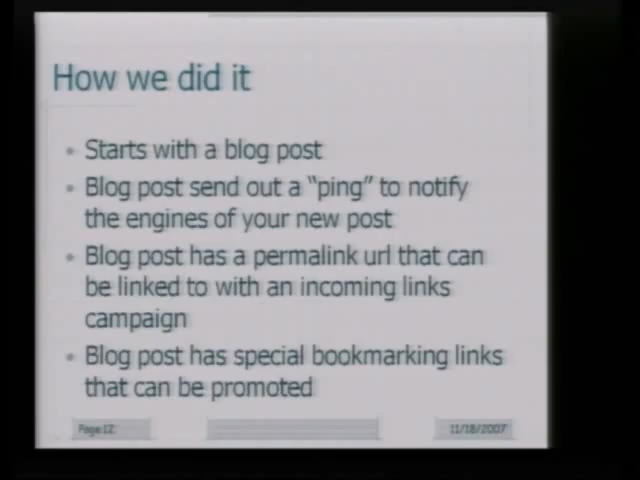 How we did it
Starts with a blog post
Blog post send out a "ping" to notify
the engines of your new post
Blog post has a permalink url that can
be linked to with an incoming links
campaign
Blog post has special bookmarking links
that can be promoted
Page12
11/18/2007